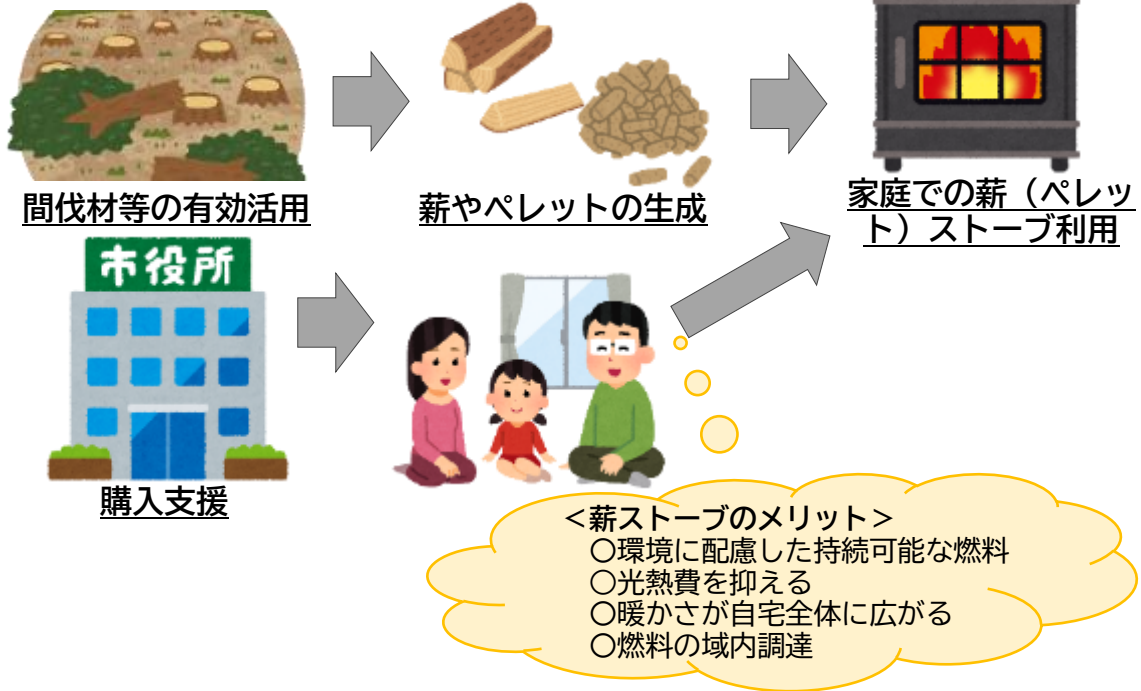 間伐材等の有効活用
薪やペレットの生成
家庭での薪（ペレッ
ト）ストーブ利用
市役所
購入支援
＜薪ストーブのメリット＞
〇環境に配慮した持続可能な燃料
〇光熱費を抑える
〇暖かさが自宅全体に広がる
〇燃料の域内調達